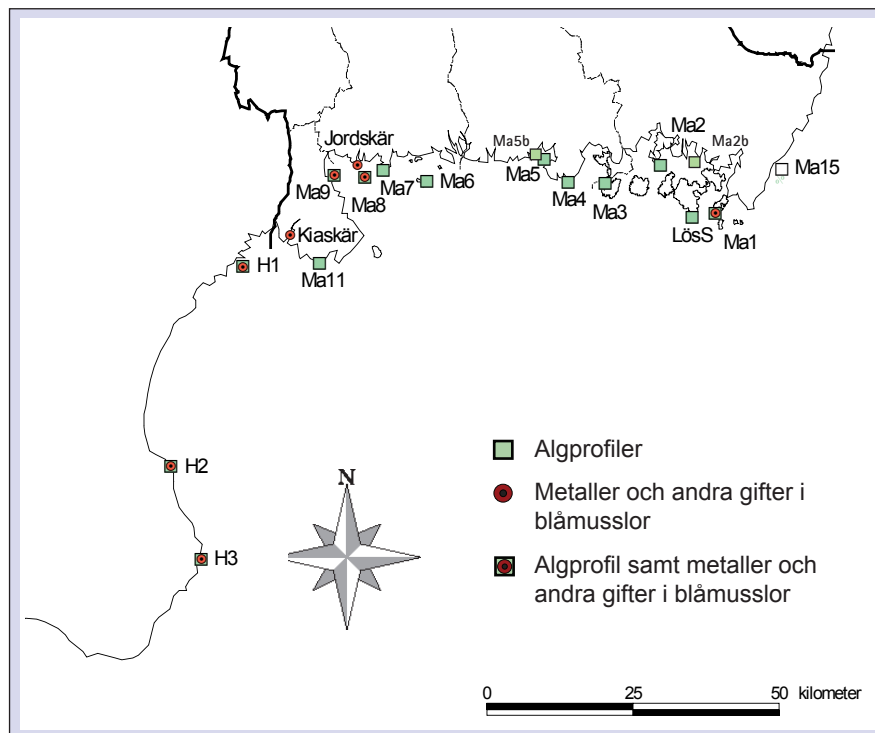 Ma2
Jordskär
Ma5b
Ma2b
Ma5
Ma15
Ma7
Ma6
Ma9
Ma8
Ma4
Ma3
Kiaskär
LösS
Ma1
H1
Ma11
Algprofiler
H2
Metaller och andra gifter i
blåmusslor
N
H3
Algprofil samt metaller och
andra gifter i blåmusslor
0 25 50 kilometer